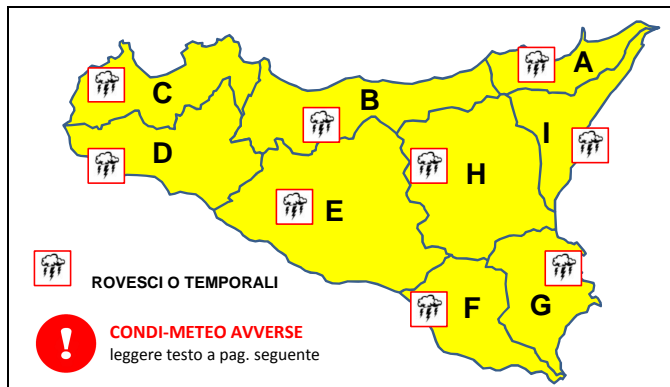 A
C
B
I
D
H
E
F
G
ROVESCI O TEMPORALI
CONDI-METEO AVVERSE
leggere testo a pag. seguente